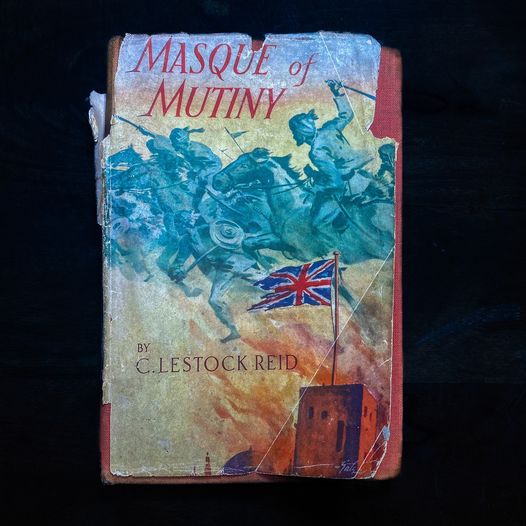 MASQUE of
MUTINY
BY
C. LESTOCK REID